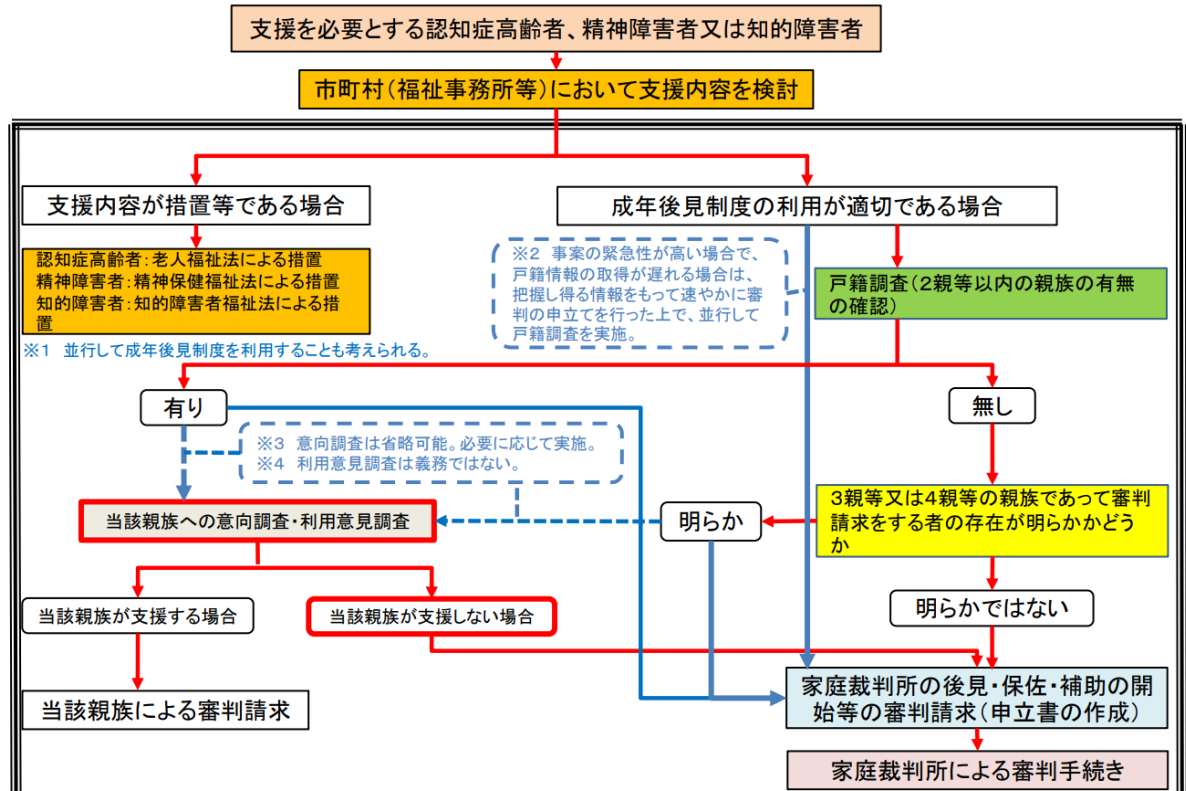 支援を必要とする認知症高齢者、精神障害者又は知的障害者
市町村(福祉事務所等)において支援内容を検討
支援内容が措置等である場合
成年後見制度の利用が適切である場合
認知症高齢者:老人福祉法による措置
精神障害者:精神保健福祉法による措置
知的障害者:知的障害者福祉法による措
置
※1 並行して成年後見制度を利用することも考えられる。
※2 事案の緊急性が高い場合で、
戸籍情報の取得が遅れる場合は、
把握し得る情報をもって速やかに審
判の申立てを行った上で、並行して
戸籍調査を実施。
戸籍調査(2親等以内の親族の有無
の確認)
有り
無し
※3 意向調査は省略可能。必要に応じて実施。
※4 利用意見調査は義務ではない。
当該親族への意向調査・利用意見調査
明らか
3親等又は4親等の親族であって審判
請求をする者の存在が明らかかどう
か
当該親族が支援する場合
当該親族が支援しない場合
明らかではない
当該親族による審判請求
家庭裁判所の後見・保佐・補助の開
始等の審判請求(申立書の作成)
家庭裁判所による審判手続き